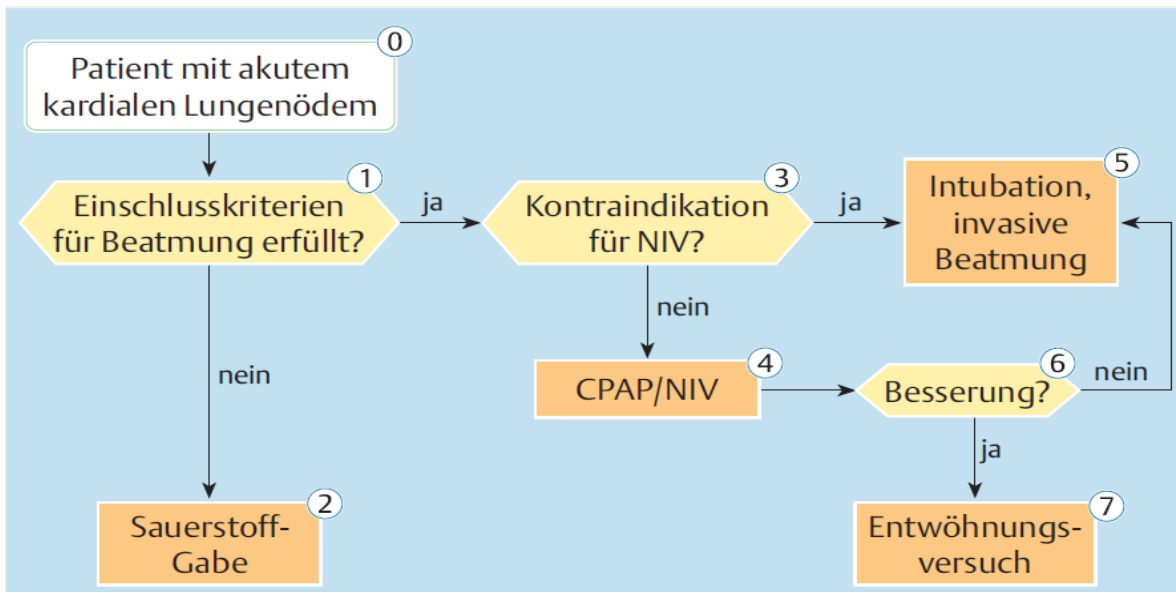 0
Patient mit akutem
kardialen Lungenödem
1
Einschlusskriterien
für Beatmung erfüllt?
ja
3
Kontraindikation
für NIV?
ja
5
Intubation,
invasive
Beatmung
nein
nein
4
CPAP/NIV
6
Besserung?
nein
ja
2
Sauerstoff-
Gabe
7
Entwöhnungs-
versuch